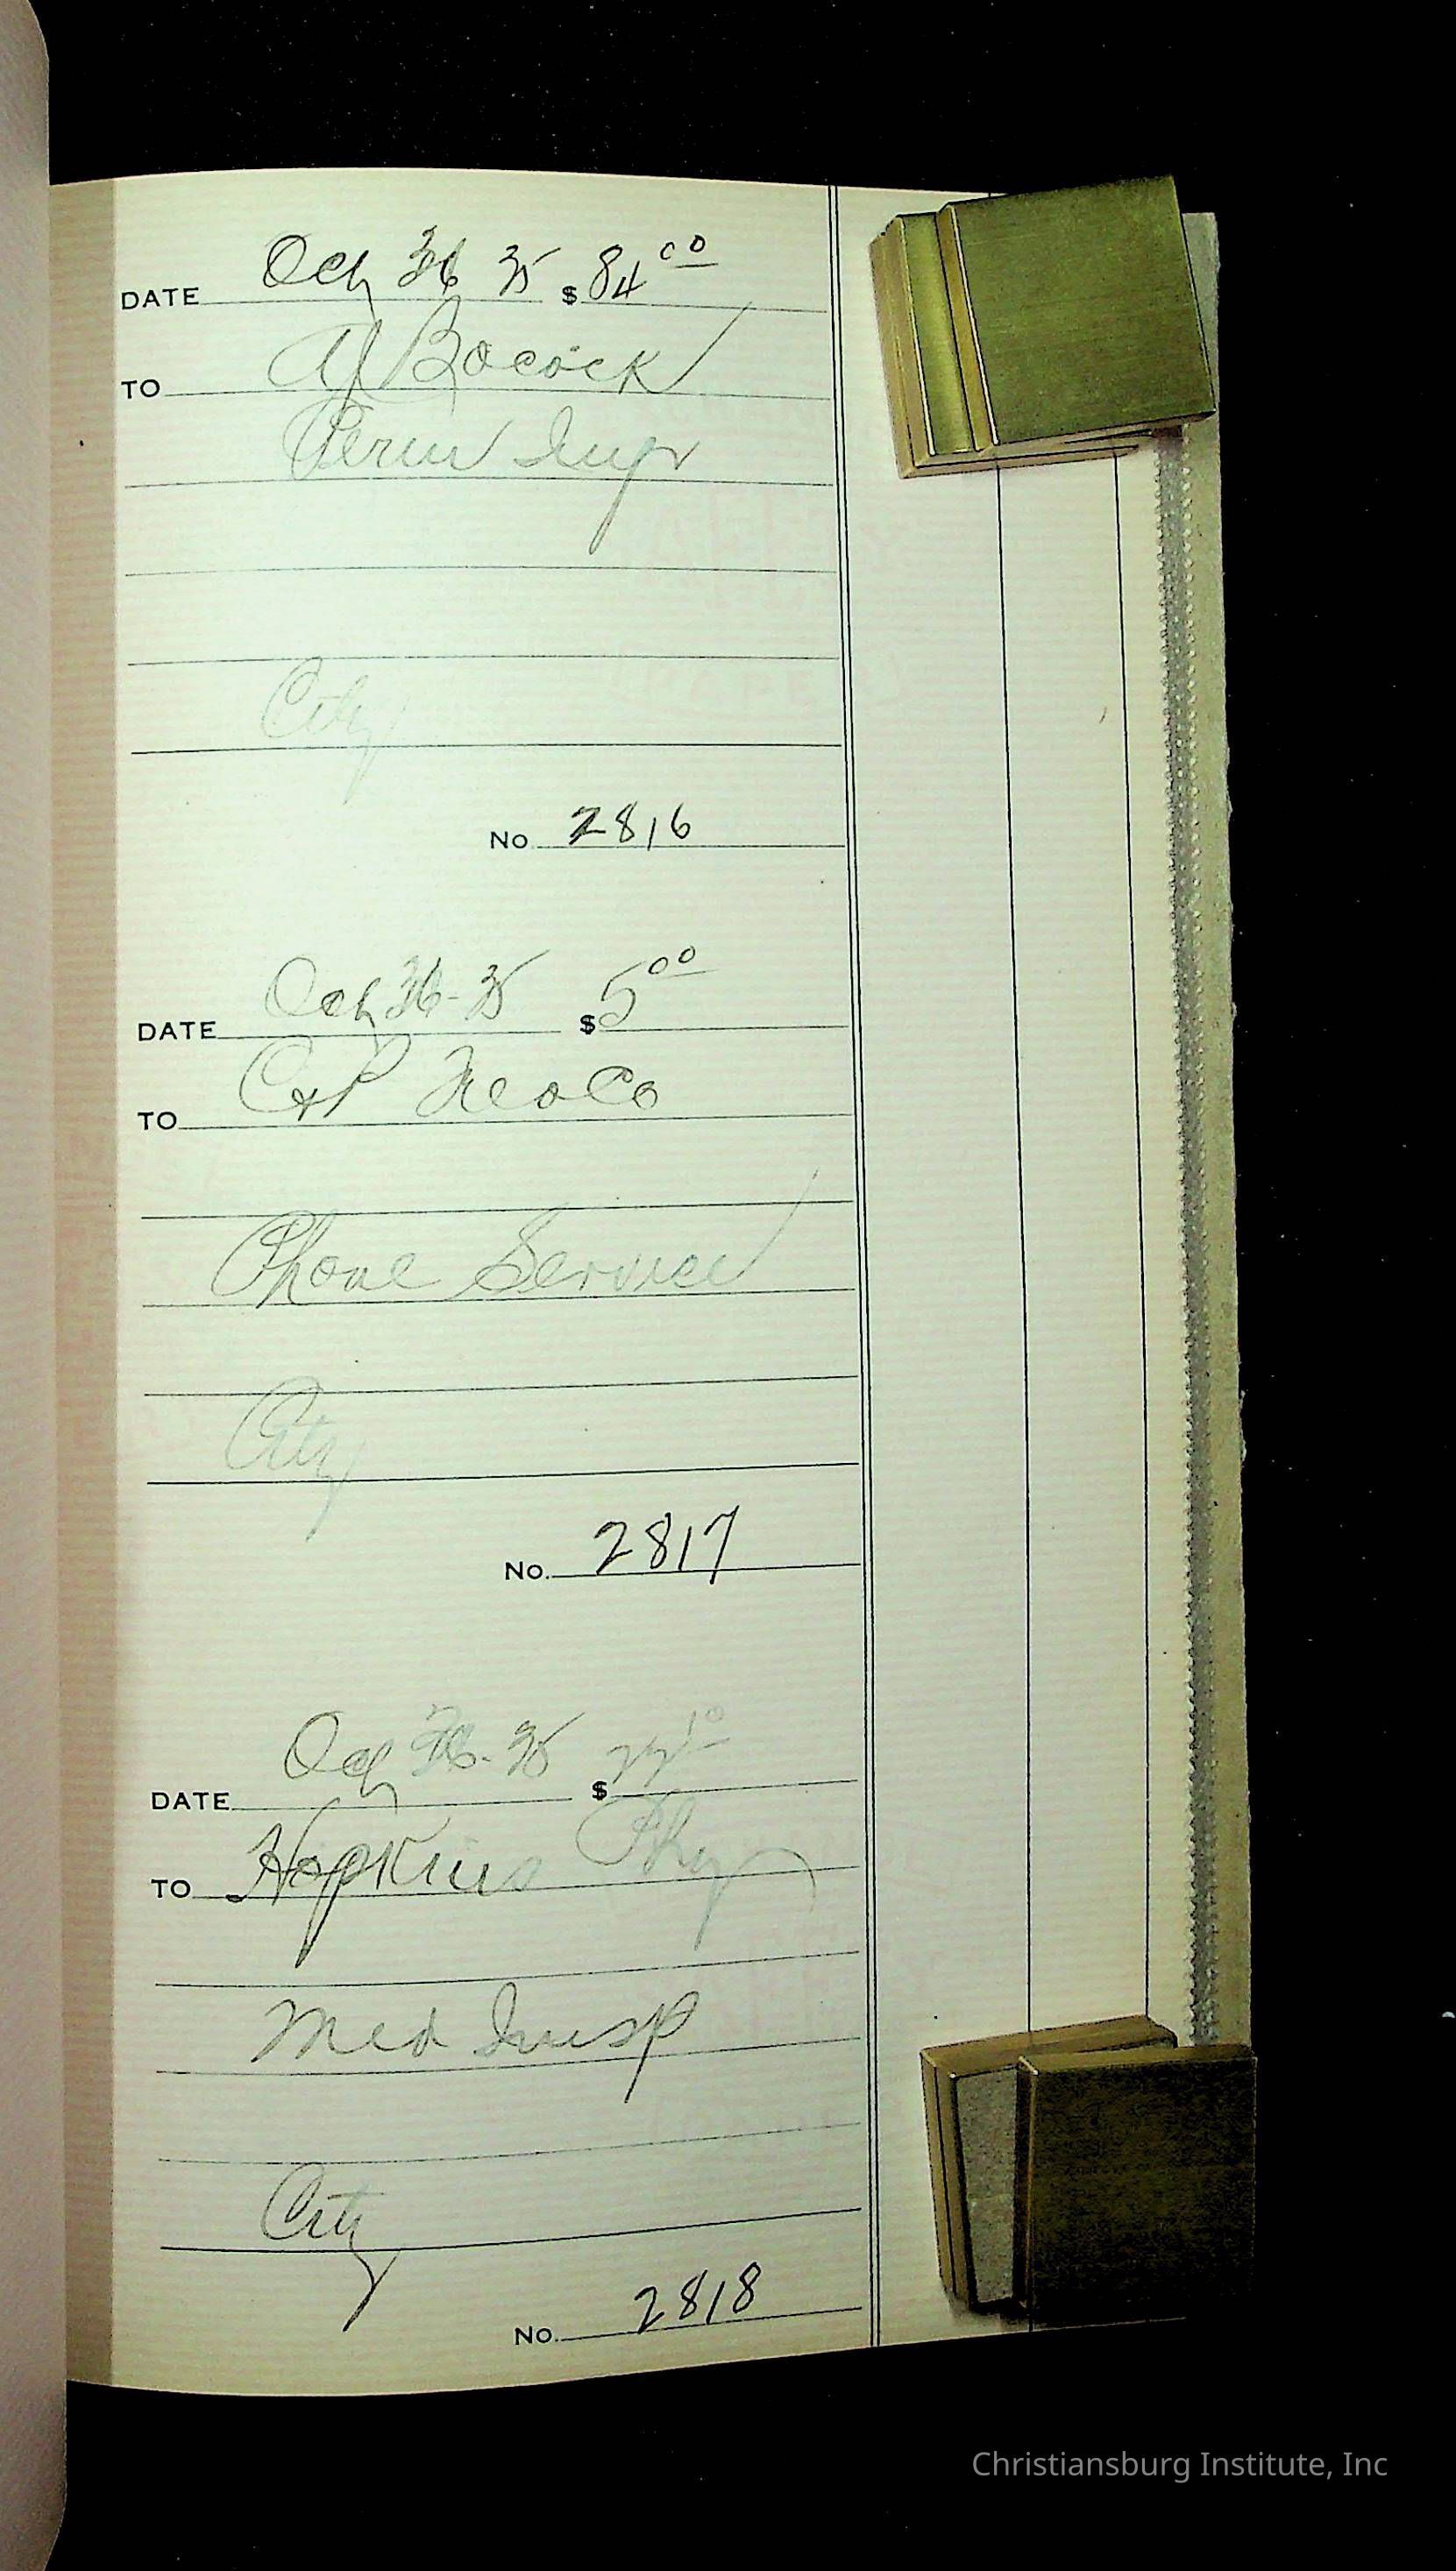 DATE Oct 26 35 $ 84 00
TO A J Bocock
Perm Impr
City
No. 2816
DATE Oct 26 - 35 $ 5 00
TO C & P Tel Co
Phone Service
City
No. 2817
DATE Oct 26 - 35 $
TO Hopkins Phy
Med Insp
City
No. 2818
Christiansburg Institute, Inc